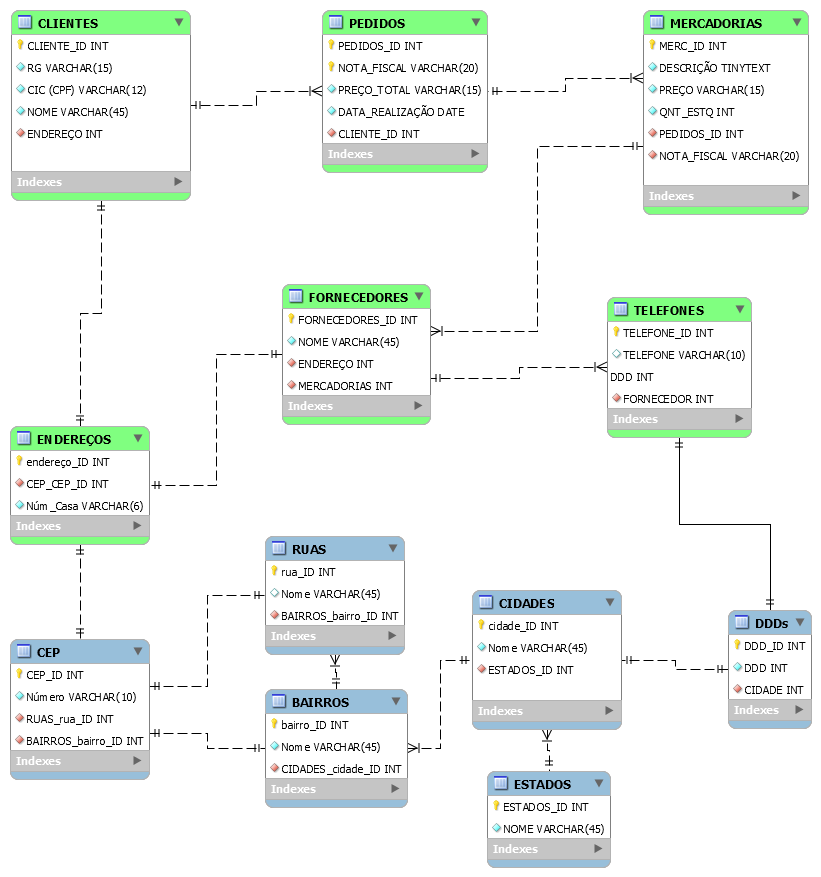 CLIENTES
CLIENTE_ID INT
RG VARCHAR(15)
CIC (CPF) VARCHAR(12)
NOME VARCHAR(45)
ENDEREÇO INT
Indexes
PEDIDOS
PEDIDOS_ID INT
NOTA_FISCAL VARCHAR(20)
PREÇO_TOTAL VARCHAR(15)
DATA_REALIZAÇÃO DATE
CLIENTE_ID INT
Indexes
MERCADORIAS
MERC_ID INT
DESCRIÇÃO TINYTEXT
PREÇO VARCHAR(15)
QNT_ESTQ INT
PEDIDOS_ID INT
NOTA_FISCAL VARCHAR(20)
Indexes
FORNECEDORES
FORNECEDORES_ID INT
NOME VARCHAR(45)
ENDEREÇO INT
MERCADORIAS INT
Indexes
TELEFONES
TELEFONE_ID INT
TELEFONE VARCHAR(10)
DDD INT
FORNECEDOR INT
Indexes
ENDEREÇOS
endereço_ID INT
CEP_CEP_ID INT
Núm_Casa VARCHAR(6)
Indexes
RUAS
rua_ID INT
Nome VARCHAR(45)
BAIRROS_bairro_ID INT
Indexes
CIDADES
cidade_ID INT
Nome VARCHAR(45)
ESTADOS_ID INT
Indexes
DDDs
DDD_ID INT
DDD INT
CIDADE INT
Indexes
CEP
CEP_ID INT
Número VARCHAR(10)
RUAS_rua_ID INT
BAIRROS_bairro_ID INT
Indexes
BAIRROS
bairro_ID INT
Nome VARCHAR(45)
CIDADES_cidade_ID INT
Indexes
ESTADOS
ESTADOS_ID INT
NOME VARCHAR(45)
Indexes